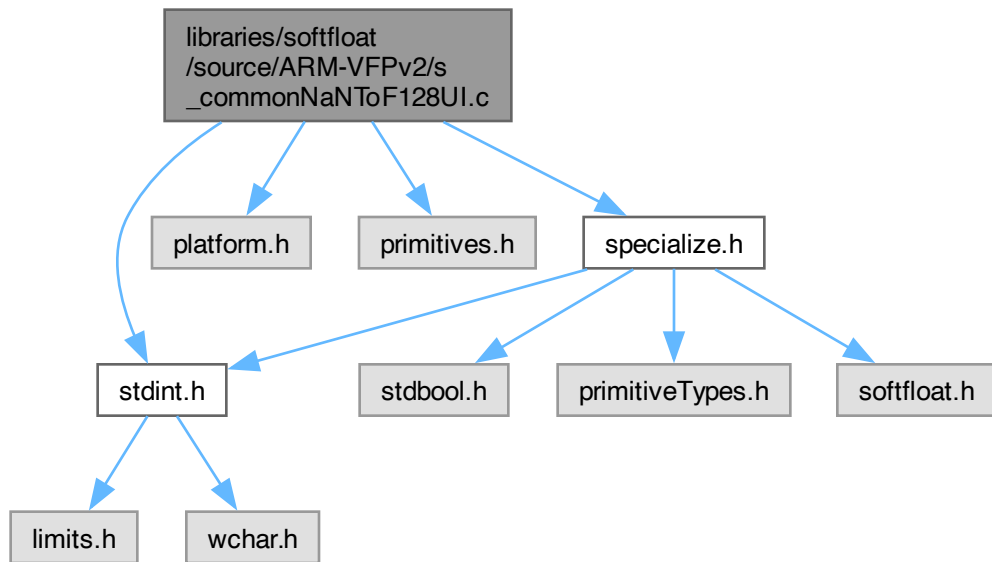 libraries/softfloat
/source/ARM-VFPv2/s
_commonNaNToF128UI.c
platform.h
primitives.h
specialize.h
stdint.h
stdbool.h
primitiveTypes.h
softfloat.h
limits.h
wchar.h